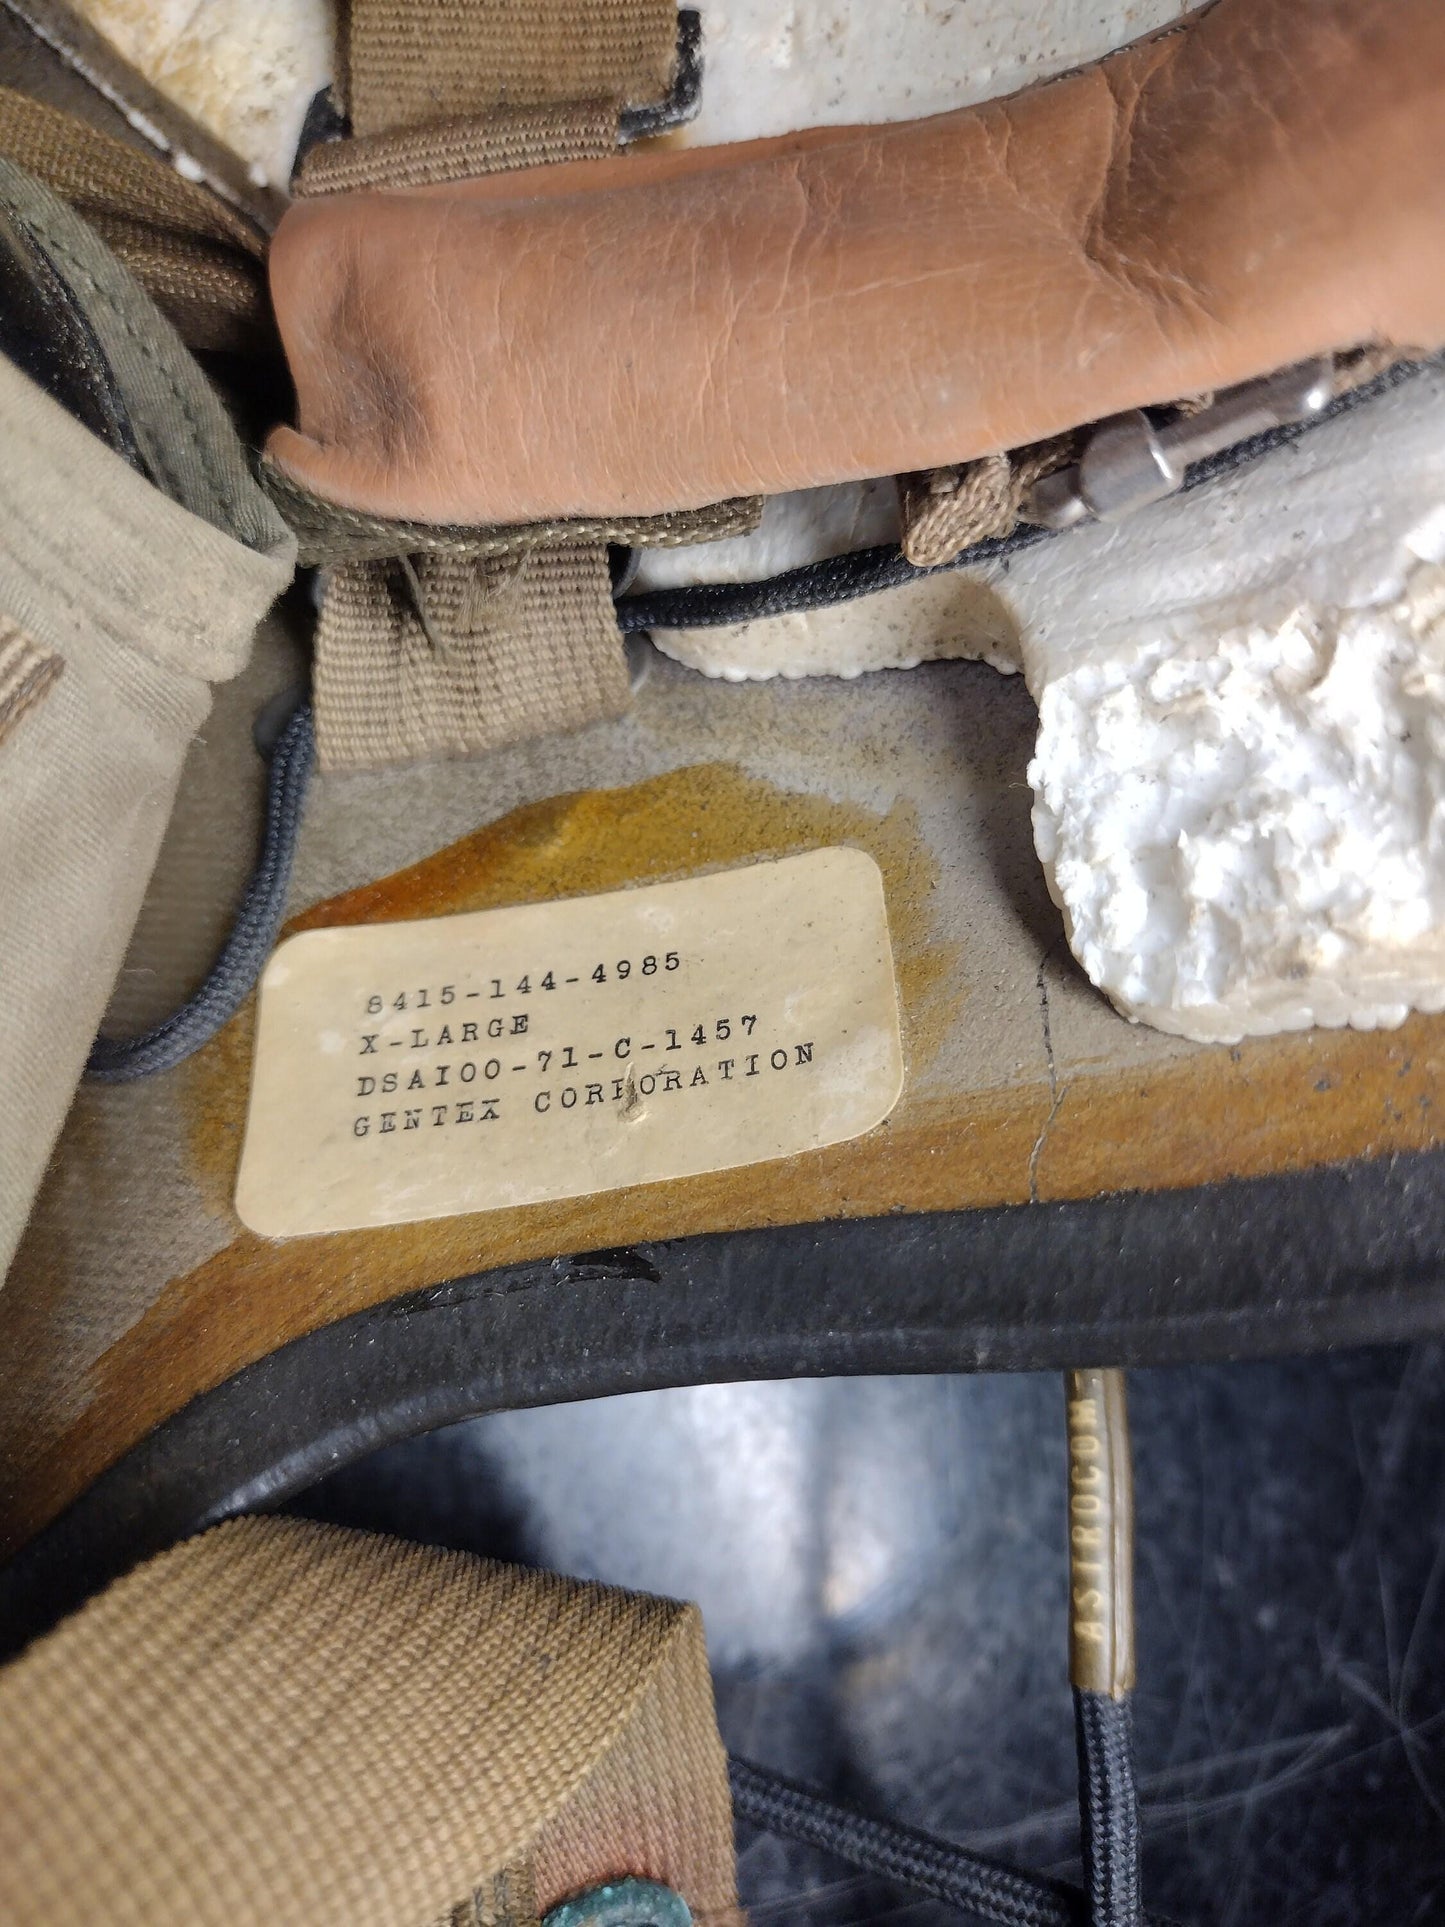 8415-144-4985
X-LARGE
DSA100-71-C-1457
GENTEX CORPORATION
ASTROCOM